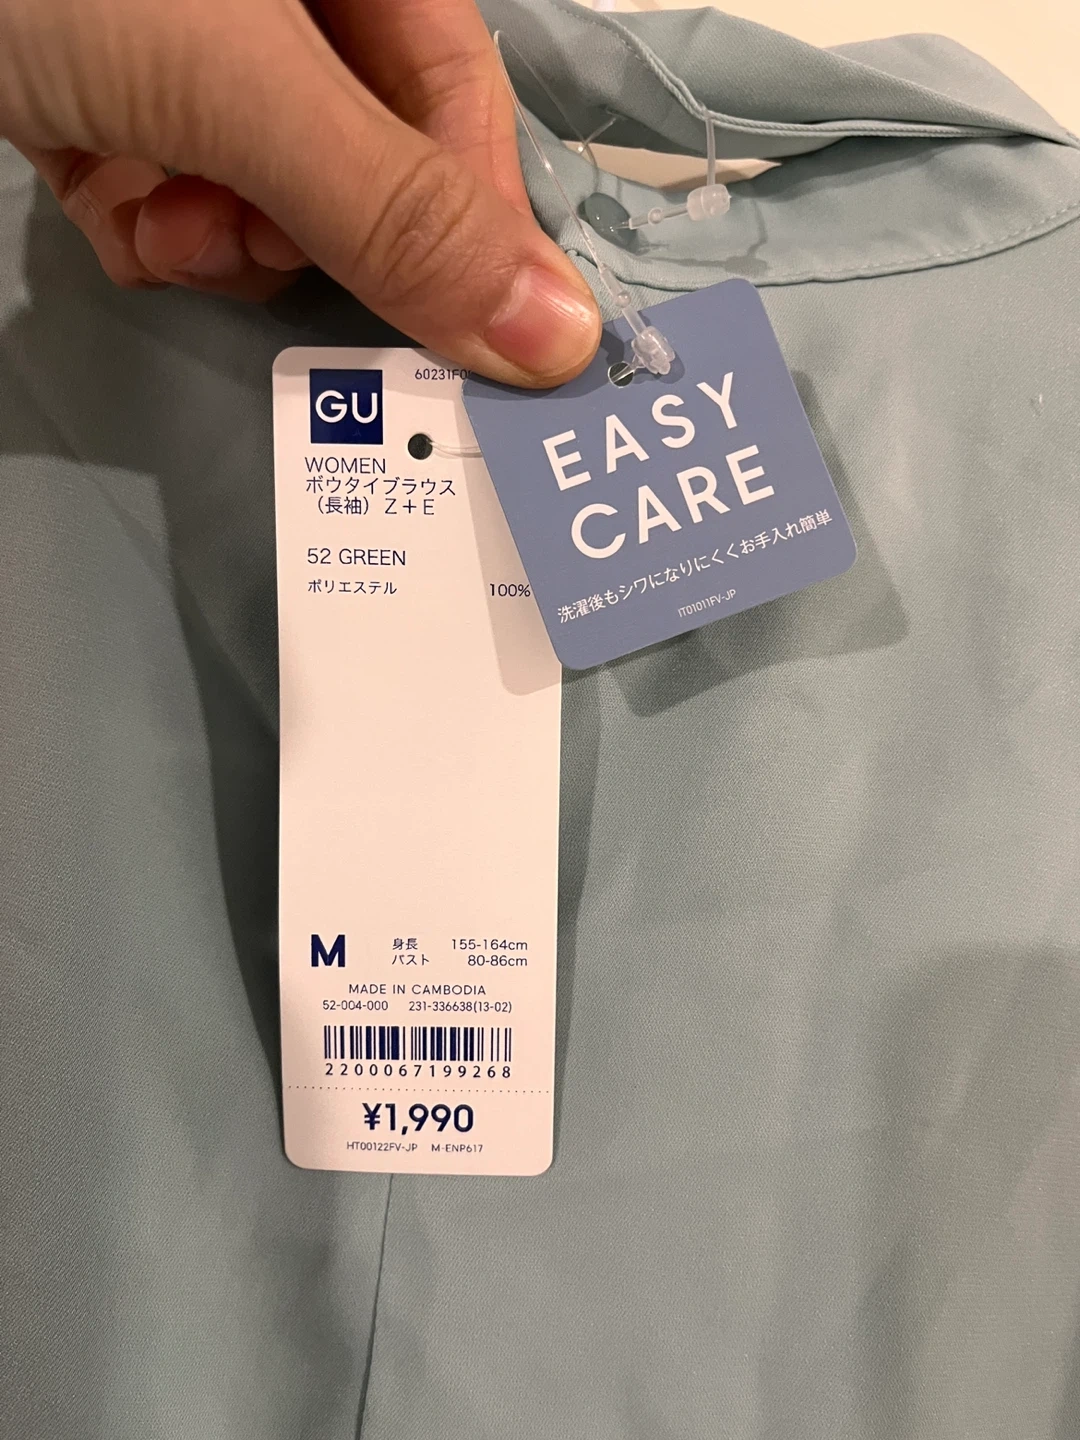 60231F0
GU
WOMEN
ボウタイブラウス
（長袖）Z+E
52 GREEN
ポリエステル 100%
M
身長 155-164cm
バスト 80-86cm
MADE IN CAMBODIA
52-004-000 231-336638(13-02)
2200067199268
¥1,990
HT00122FV-JP M-ENP617
EASY
CARE
洗濯後もシワになりにくくお手入れ簡単
IT01011FV-JP